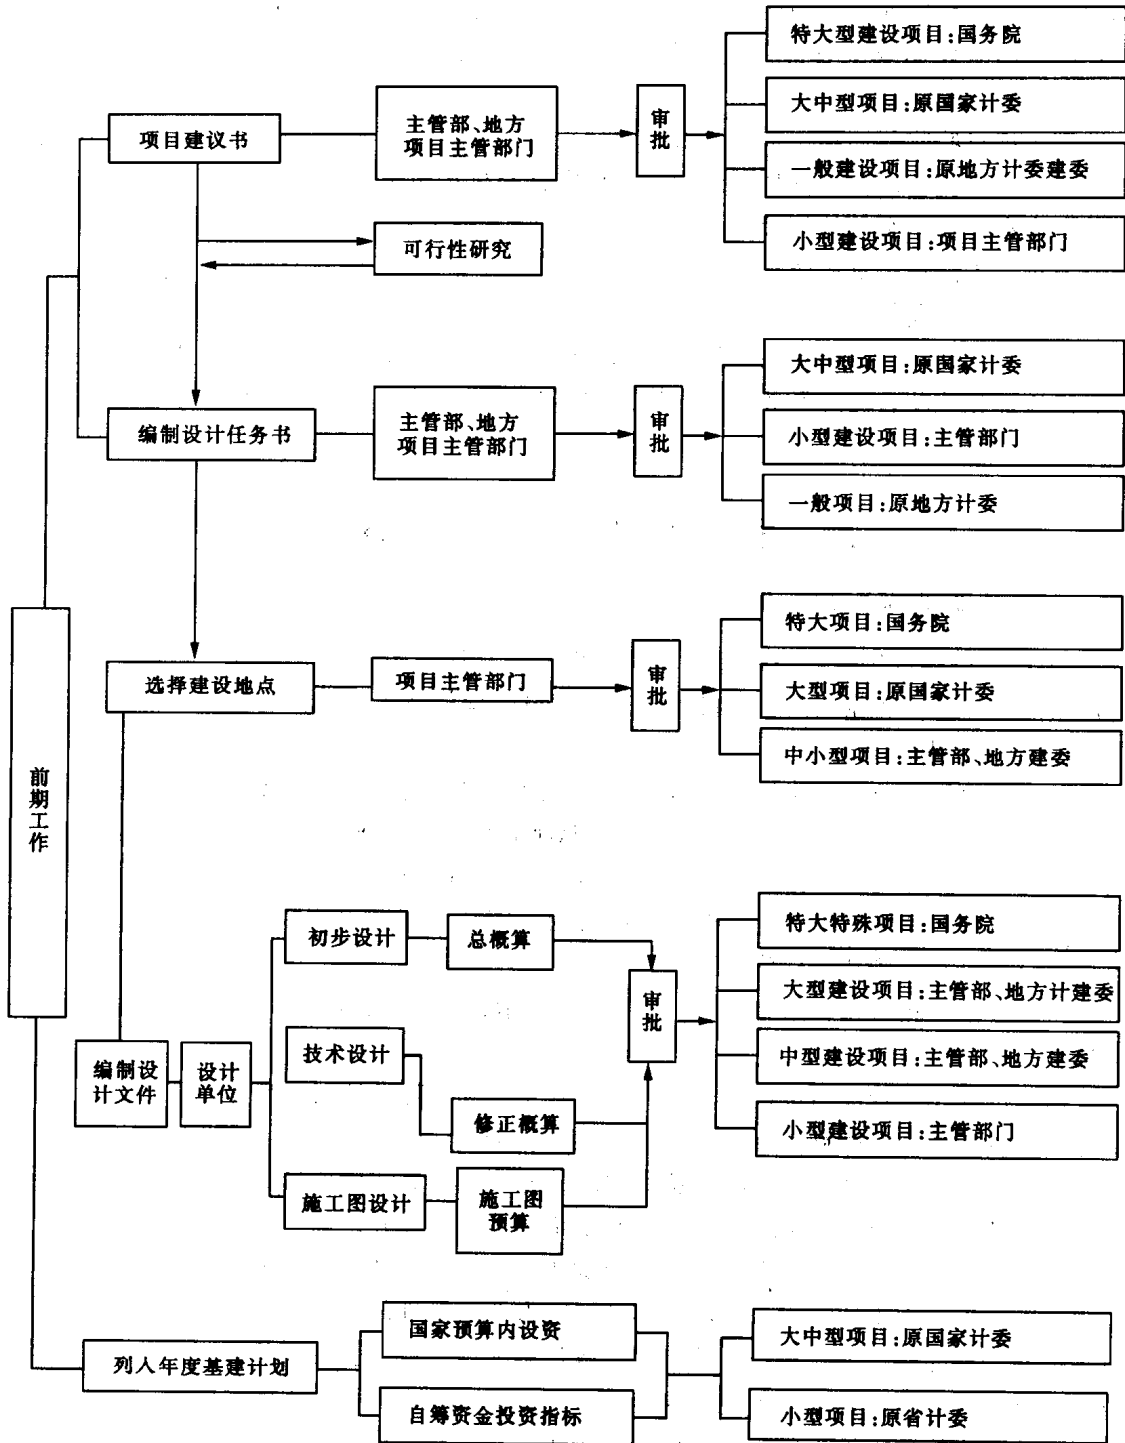 特大型建设项目:国务院
大中型项目:原国家计委
一般建设项目:原地方计委建委
小型建设项目:项目主管部门
项目建议书
主管部、地方
项目主管部门
审
批
可行性研究
大中型项目:原国家计委
小型建设项目:主管部门
一般项目:原地方计委
编制设计任务书
主管部、地方
项目主管部门
审
批
特大项目:国务院
大型项目:原国家计委
中小型项目:主管部、地方建委
选择建设地点
项目主管部门
审
批
前
期
工
作
初步设计
总概算
技术设计
修正概算
施工图设计
施工图
预算
编制设
计文件
设计
单位
审
批
特大特殊项目:国务院
大型建设项目:主管部、地方计建委
中型建设项目:主管部、地方建委
小型建设项目:主管部门
列入年度基建计划
国家预算内设资
自筹资金投资指标
大中型项目:原国家计委
小型项目:原省计委